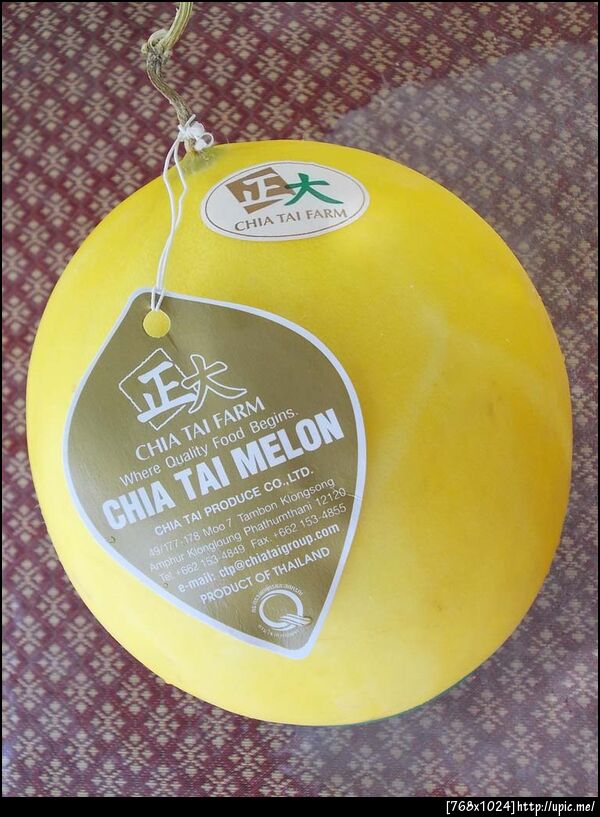 正大
CHIA TAI FARM
正大
CHIA TAI FARM
Where Quality Food Begins.
CHIA TAI MELON
CHIA TAI PRODUCE CO.,LTD.
49/177-178 Moo 7 Tambon Klongsong
Amphur Klongloung Phathumthani 12120
Tel +662 153-4849 Fax +662 153-4855
e-mail: ctp@chiataigroup.com
PRODUCT OF THAILAND
Q
[768x1024]http://upic.me/